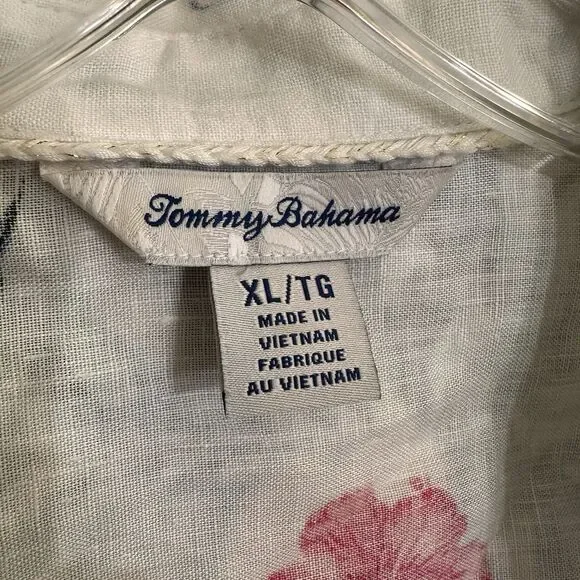 Tommy Bahama
XL/TG
MADE IN
VIETNAM
FABRIQUE
AU VIETNAM